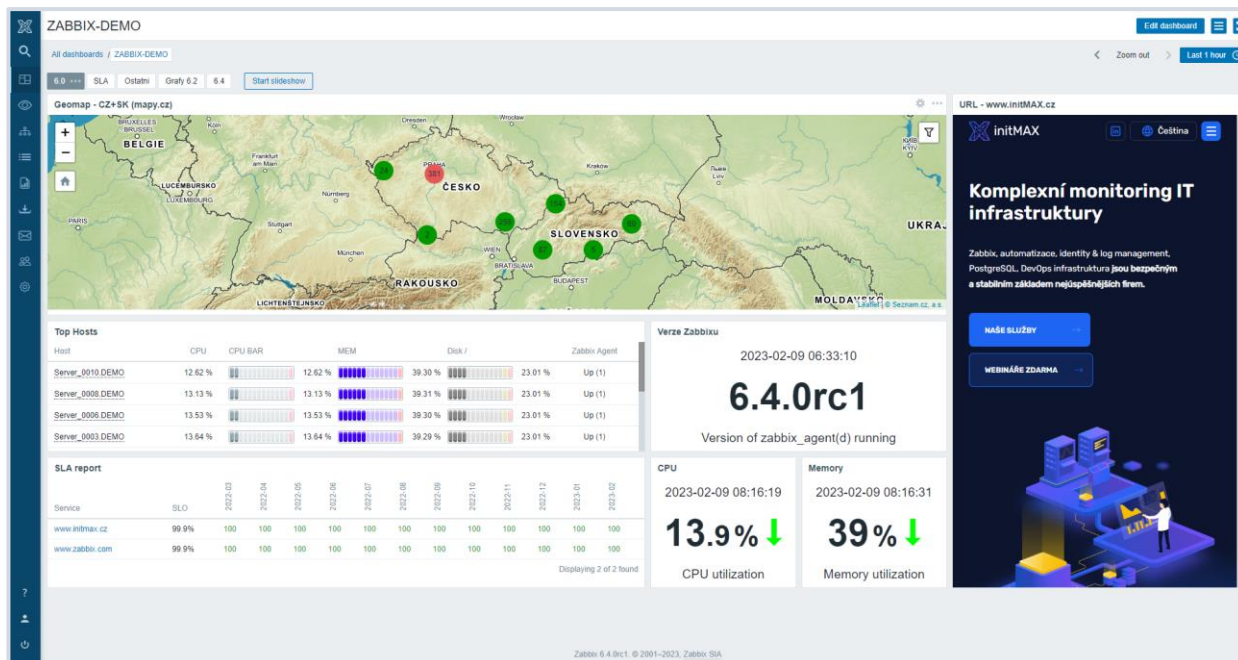 ZABBIX-DEMO
Edit dashboard
All dashboards / ZABBIX-DEMO
Zoom out
Last 1 hour
6.0 SLA Ostatní Grafy 6.2 6.4 Start slideshow
Geomap - CZ+SK (mapy.cz)
+
−
BRUXELLES
BRUSSEL
BELGIE
Köln
Dresden
Wrocław
Frankfurt
am Main
LUCEMBURSKO
LUXEMBOURG
PARIS
Nürnberg
Stuttgart
München
LICHTENŠTEJNSKO
24
PRAHA
381
ČESKO
Kraków
2
SLOVENSKO
WIEN
BRATISLAVA
BUDAPEST
RAKOUSKO
UKRAJ
MOLDAVSKO
Leaflet | © Seznam.cz, a.s.
Top Hosts
Host CPU CPU BAR MEM Disk / Zabbix Agent
Server_0010.DEMO 12.62 % 12.62 % 39.30 % 23.01 % Up (1)
Server_0008.DEMO 13.13 % 13.13 % 39.31 % 23.01 % Up (1)
Server_0006.DEMO 13.53 % 13.53 % 39.30 % 23.01 % Up (1)
Server_0003.DEMO 13.64 % 13.64 % 39.29 % 23.01 % Up (1)
Verze Zabbixu
2023-02-09 06:33:10
6.4.0rc1
Version of zabbix_agent(d) running
SLA report
Service SLO 2022-03 2022-04 2022-05 2022-06 2022-07 2022-08 2022-09 2022-10 2022-11 2022-12 2023-01 2023-02
www.initmax.cz 99.9% 100 100 100 100 100 100 100 100 100 100 100 100
www.zabbix.com 99.9% 100 100 100 100 100 100 100 100 100 100 100 100
Displaying 2 of 2 found
CPU
2023-02-09 08:16:19
13.9%
CPU utilization
Memory
2023-02-09 08:16:31
39%
Memory utilization
URL - www.initMAX.cz
initMAX
in
Čeština
Komplexní monitoring IT
infrastruktury
Zabbix, automatizace, identity & log management,
PostgreSQL, DevOps infrastruktura jsou bezpečným
a stabilním základem nejúspěšnějších firem.
NAŠE SLUŽBY
WEBINÁŘE ZDARMA
?
Zabbix 6.4.0rc1. © 2001–2023, Zabbix SIA